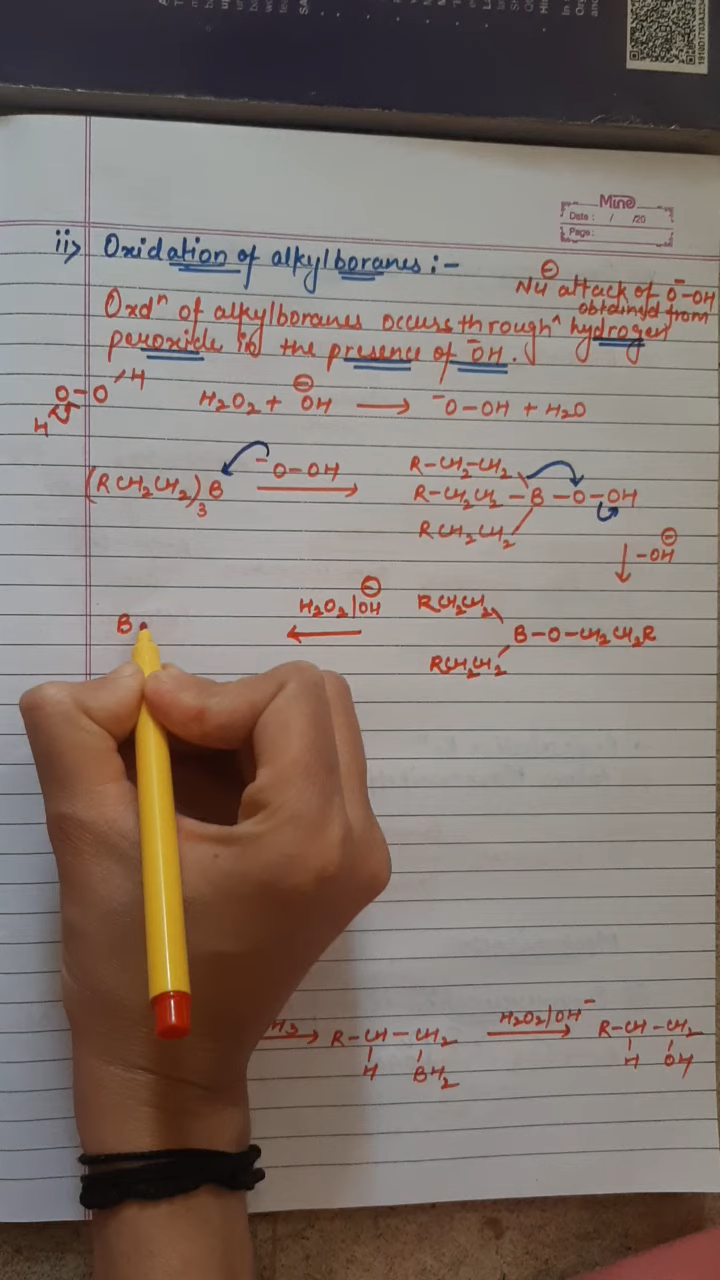 Mine
Date : / /20
Page:
ii> Oxidation of alkylboranes :-
Nu⊖ attack of ⁻O-OH
obtained from
Oxdⁿ of alkylboranes occurs through ^ hydrogen
peroxide in the presence of ⁻OH.
H O-O H
H₂O₂ + ⊖OH ⟶ ⁻O-OH + H₂O
(RCH₂CH₂)₃B ⁻O-OH ⟶
R-CH₂-CH₂
R-CH₂CH₂-B-O-OH
RCH₂CH₂
↓ -OH⊖
RCH₂CH₂
B-O-CH₂CH₂R
RCH₂CH₂
H₂O₂/OH⊖ ⟵
B
H₃ ⟶ R-CH-CH₂ H₂O₂/OH⁻ ⟶ R-CH-CH₂
H BH₂ H OH